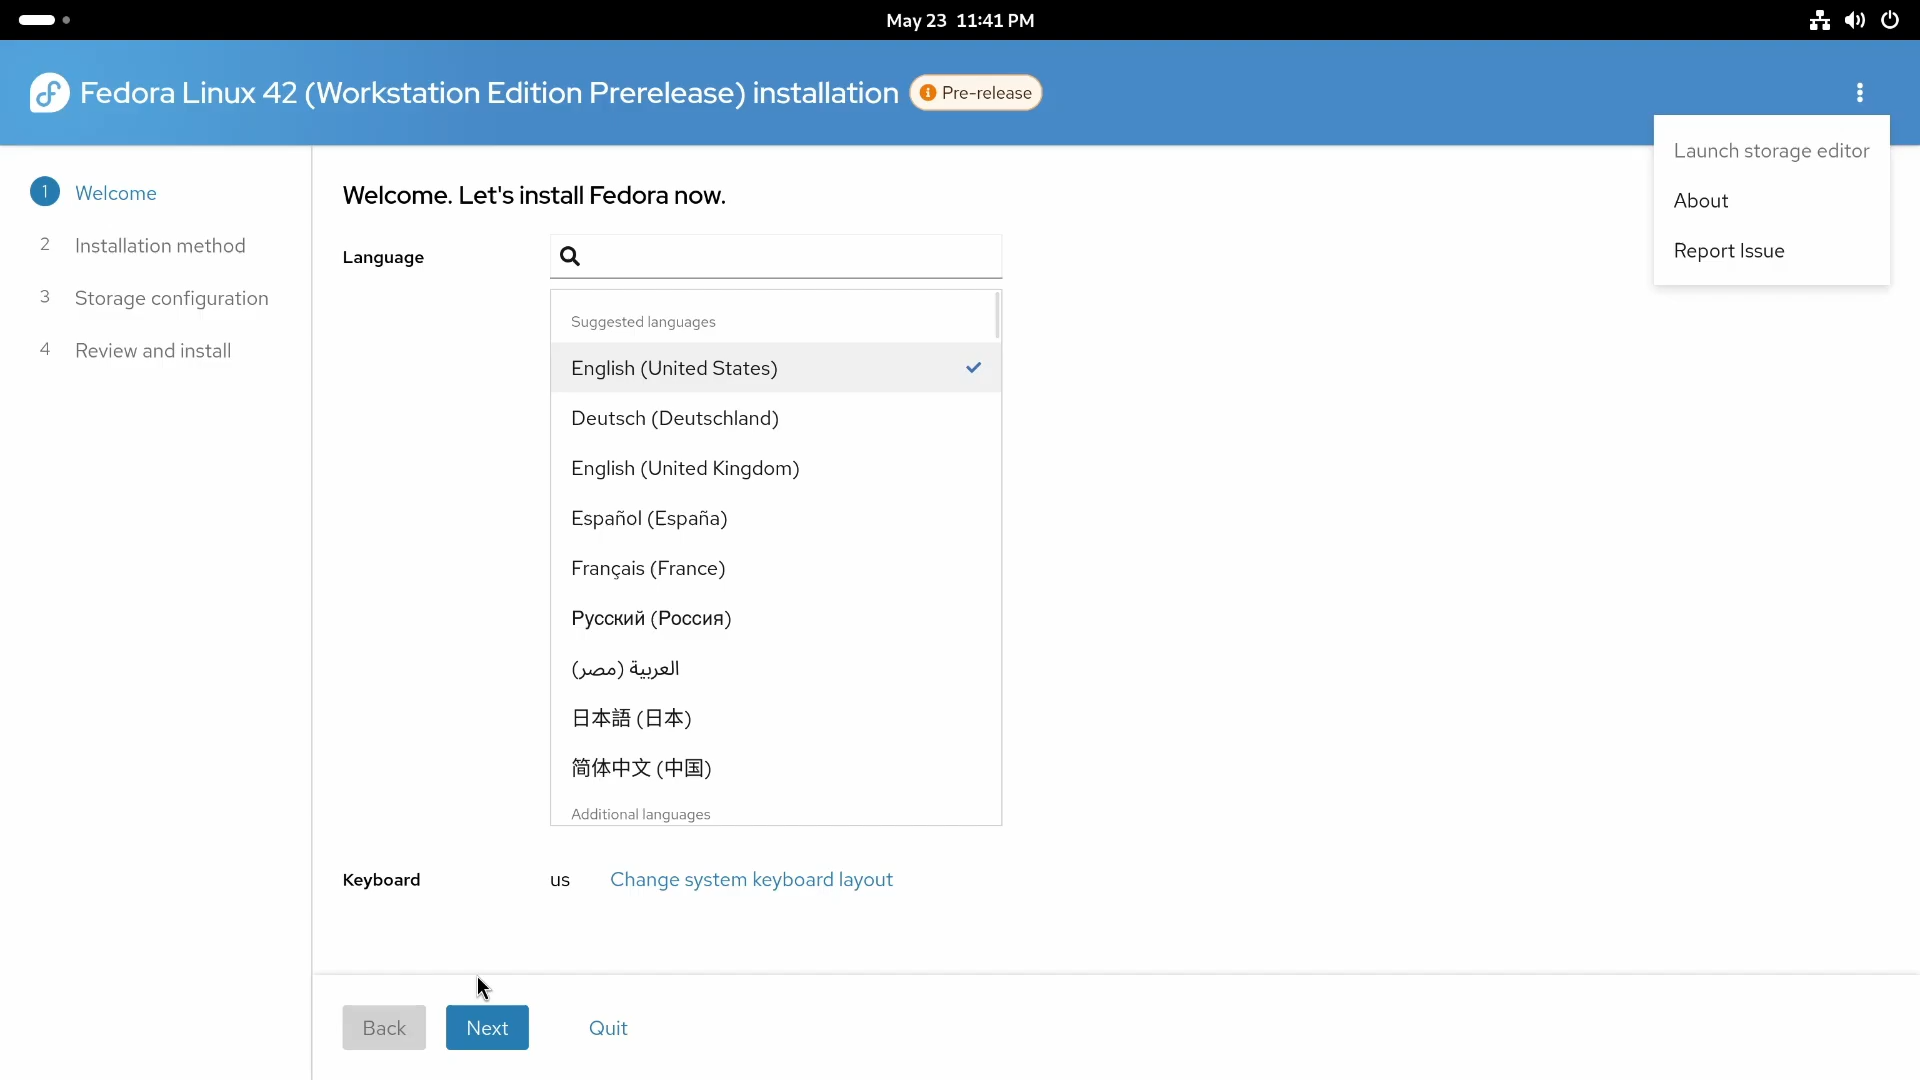 May 23 11:41 PM
Fedora Linux 42 (Workstation Edition Prerelease) installation
Pre-release
Launch storage editor
About
Report Issue
1 Welcome
2 Installation method
3 Storage configuration
4 Review and install
Welcome. Let's install Fedora now.
Language
Suggested languages
English (United States)
Deutsch (Deutschland)
English (United Kingdom)
Español (España)
Français (France)
Русский (Россия)
العربية (مصر)
日本語 (日本)
简体中文 (中国)
Additional languages
Keyboard us Change system keyboard layout
Back Next Quit